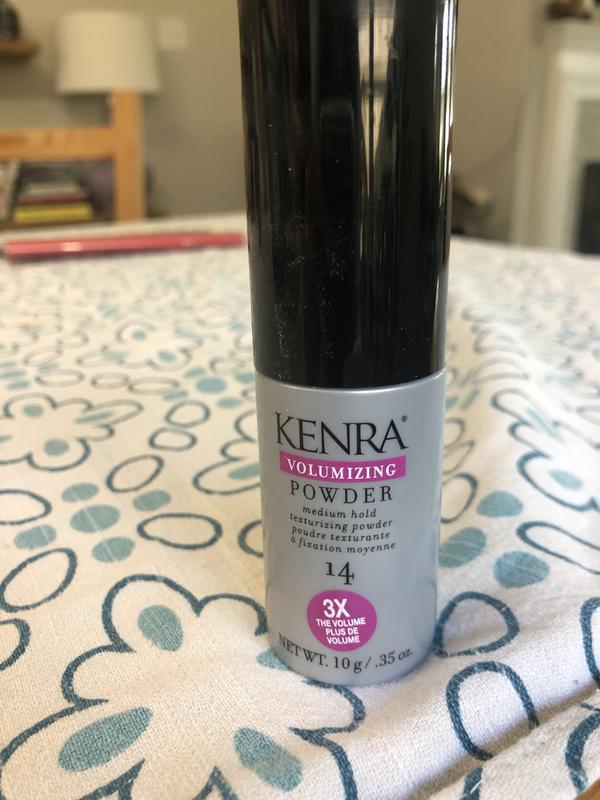 KENRA®
VOLUMIZING
POWDER
medium hold
texturizing powder
poudre texturante
à fixation moyenne
14
3X
THE VOLUME
PLUS DE
VOLUME
NET WT. 10 g / .35 oz.